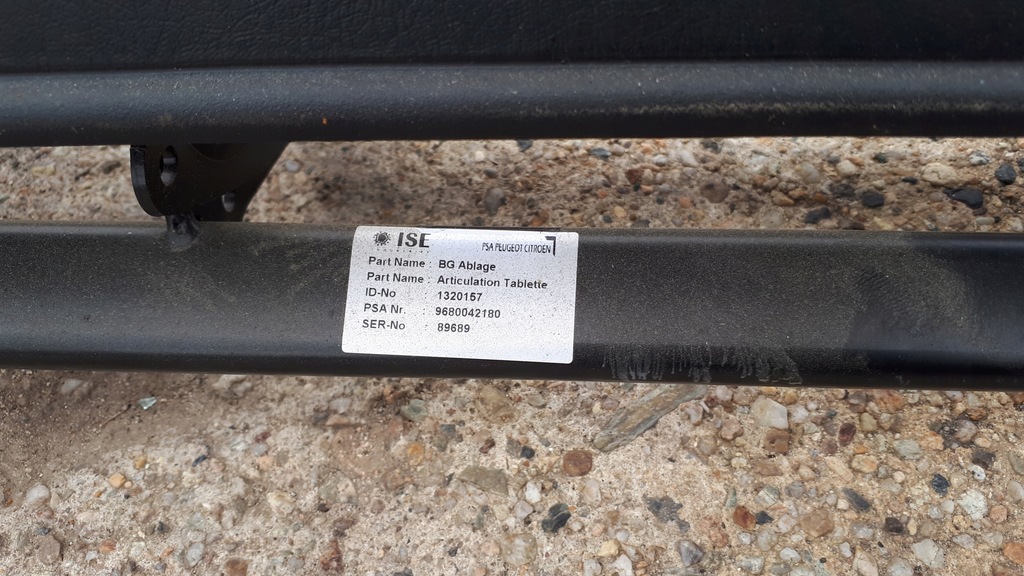 ISE
PSA PEUGEOT CITROËN
Part Name : BG Ablage
Part Name : Articulation Tablette
ID-No : 1320157
PSA Nr. : 9680042180
SER-No : 89689